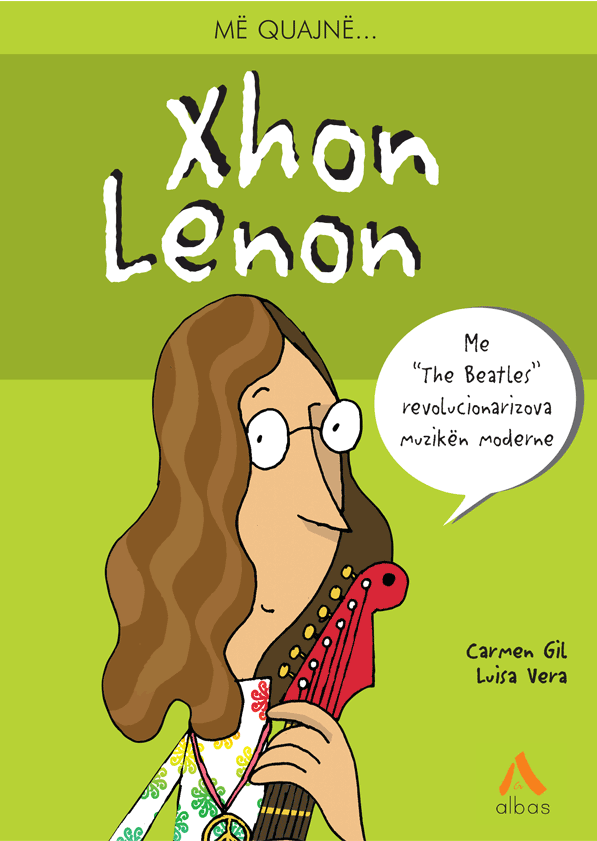 MË QUAJNË...
Xhon
Lenon
Me
“The Beatles”
revolucionarizova
muzikën moderne
Carmen Gil
Luisa Vera
albas